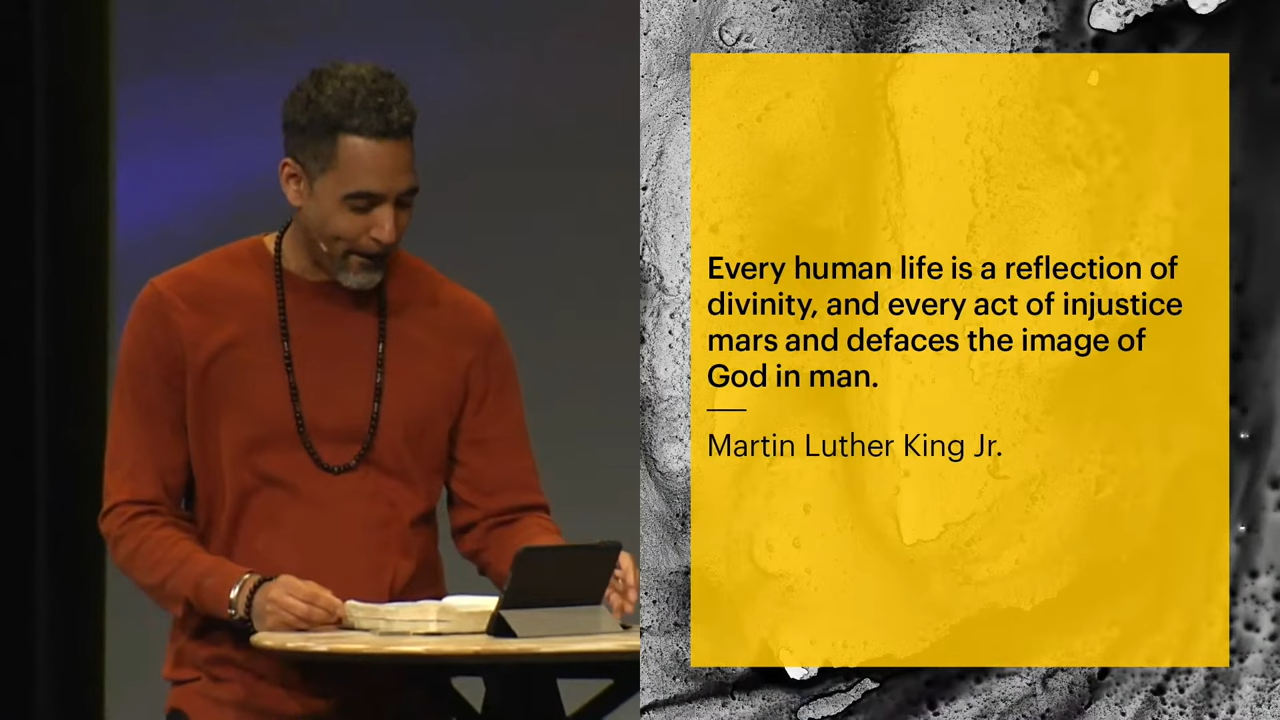 Every human life is a reflection of
divinity, and every act of injustice
mars and defaces the image of
God in man.
Martin Luther King Jr.